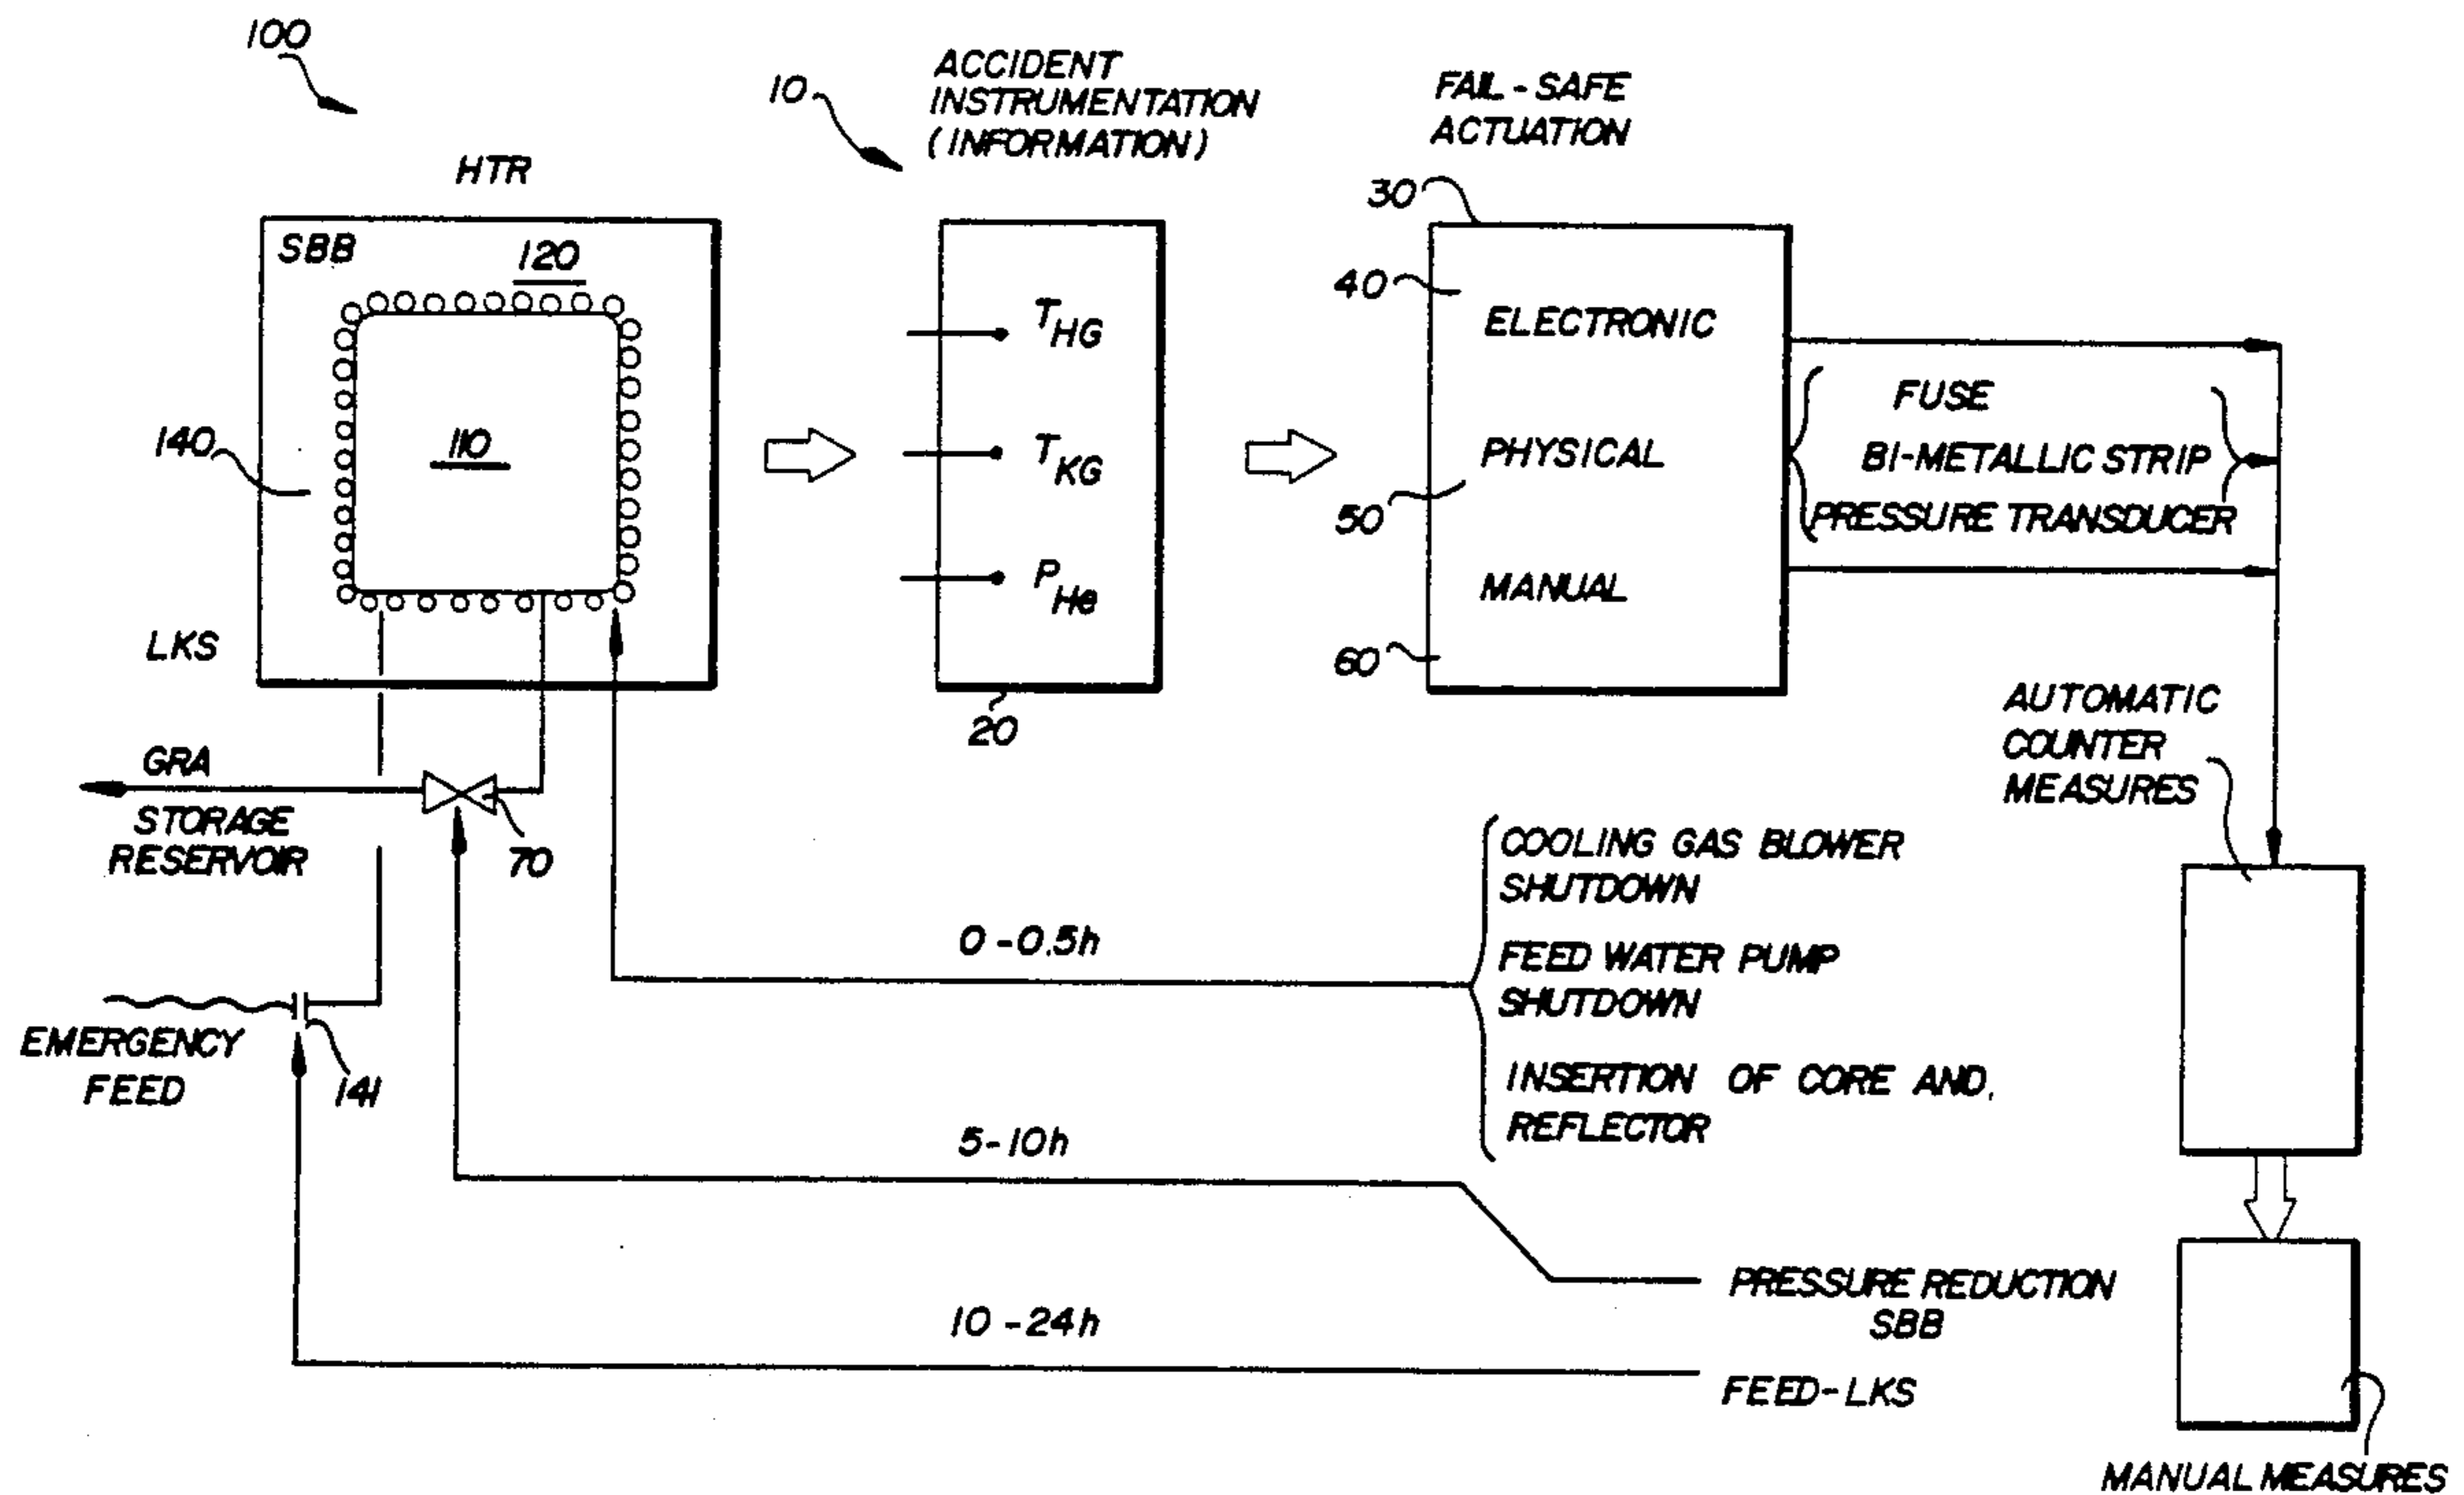 100
10
ACCIDENT
INSTRUMENTATION
(INFORMATION)
FAIL-SAFE
ACTUATION
HTR
30
SBB
120
40
T HG
ELECTRONIC
FUSE
140
110
T KG
PHYSICAL
BI-METALLIC STRIP
50
PRESSURE TRANSDUCER
P He
MANUAL
LKS
60
20
AUTOMATIC
COUNTER
MEASURES
GRA
STORAGE
RESERVOIR
70
COOLING GAS BLOWER
SHUTDOWN
0-0.5h
FEED WATER PUMP
SHUTDOWN
EMERGENCY
FEED
141
INSERTION OF CORE AND,
REFLECTOR
5-10h
PRESSURE REDUCTION
SBB
10-24h
FEED-LKS
MANUAL MEASURES